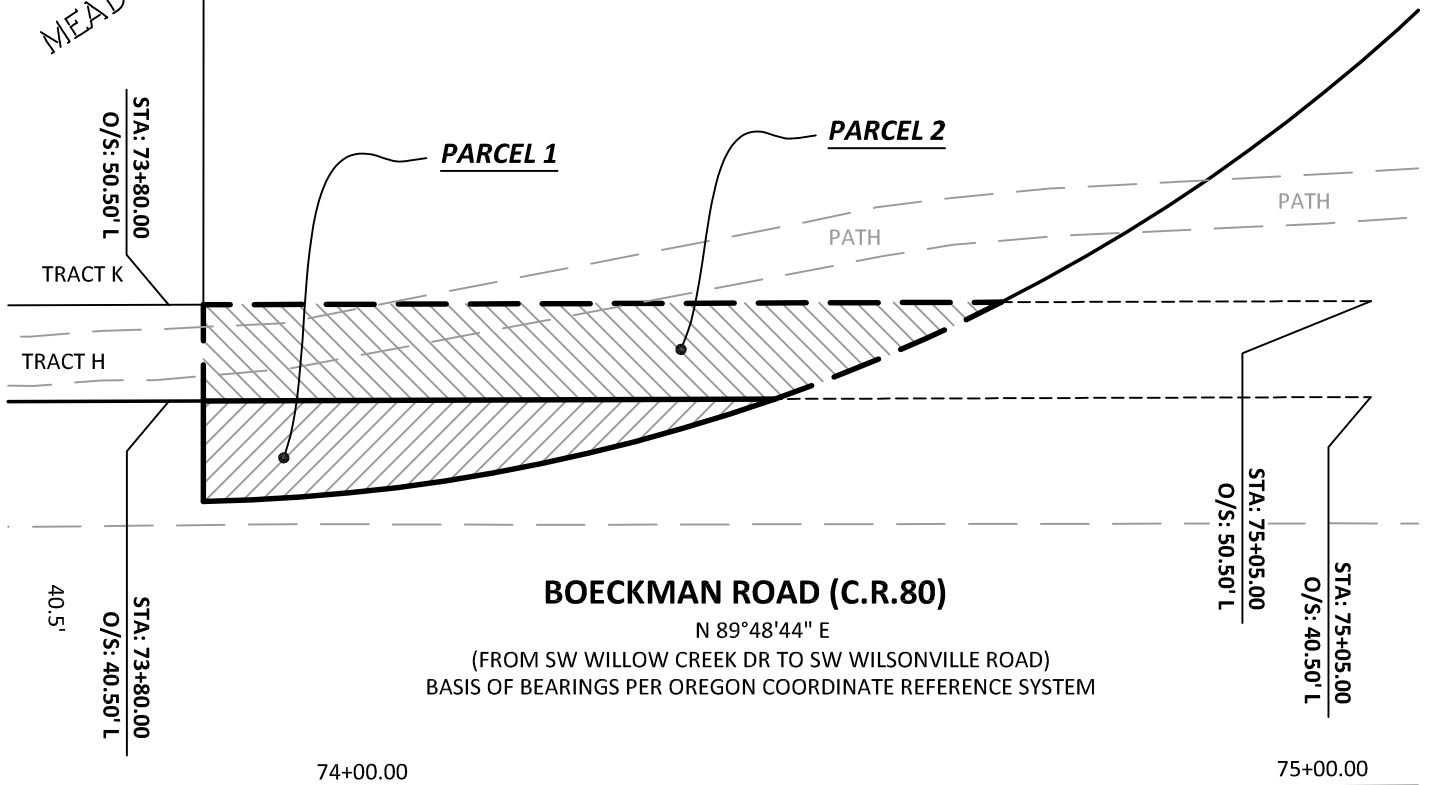 MEAD
STA: 73+80.00
O/S: 50.50' L
PARCEL 1
PARCEL 2
PATH
PATH
TRACT K
TRACT H
STA: 75+05.00
O/S: 50.50' L
STA: 75+05.00
O/S: 40.50' L
40.5'
STA: 73+80.00
O/S: 40.50' L
BOECKMAN ROAD (C.R.80)
N 89°48'44" E
(FROM SW WILLOW CREEK DR TO SW WILSONVILLE ROAD)
BASIS OF BEARINGS PER OREGON COORDINATE REFERENCE SYSTEM
74+00.00
75+00.00